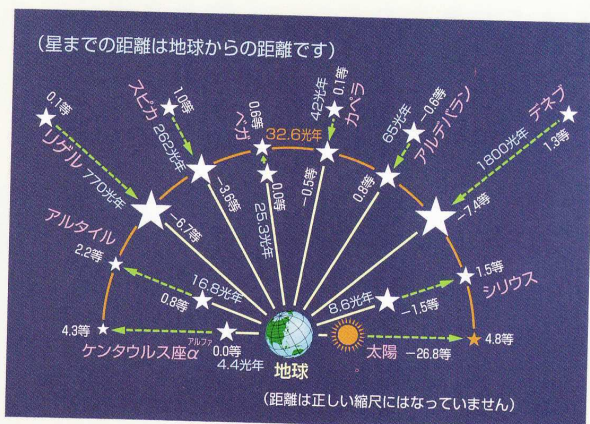 （星までの距離は地球からの距離です）
0.1等
リゲル 770光年
−6.7等
スピカ
1.0等
262光年
−3.6等
ベガ
0.6等
0.0等
25.3光年
32.6光年
カペラ
0.1等
42光年
−0.5等
アルデバラン
−0.6等
65光年
0.8等
デネブ
1.3等
1800光年
−7.4等
アルタイル
2.2等
16.8光年
0.8等
シリウス
1.5等
8.6光年
−1.5等
4.3等
ケンタウルス座α
アルファ
0.0等
4.4光年
地球
太陽 −26.8等
4.8等
（距離は正しい縮尺にはなっていません）